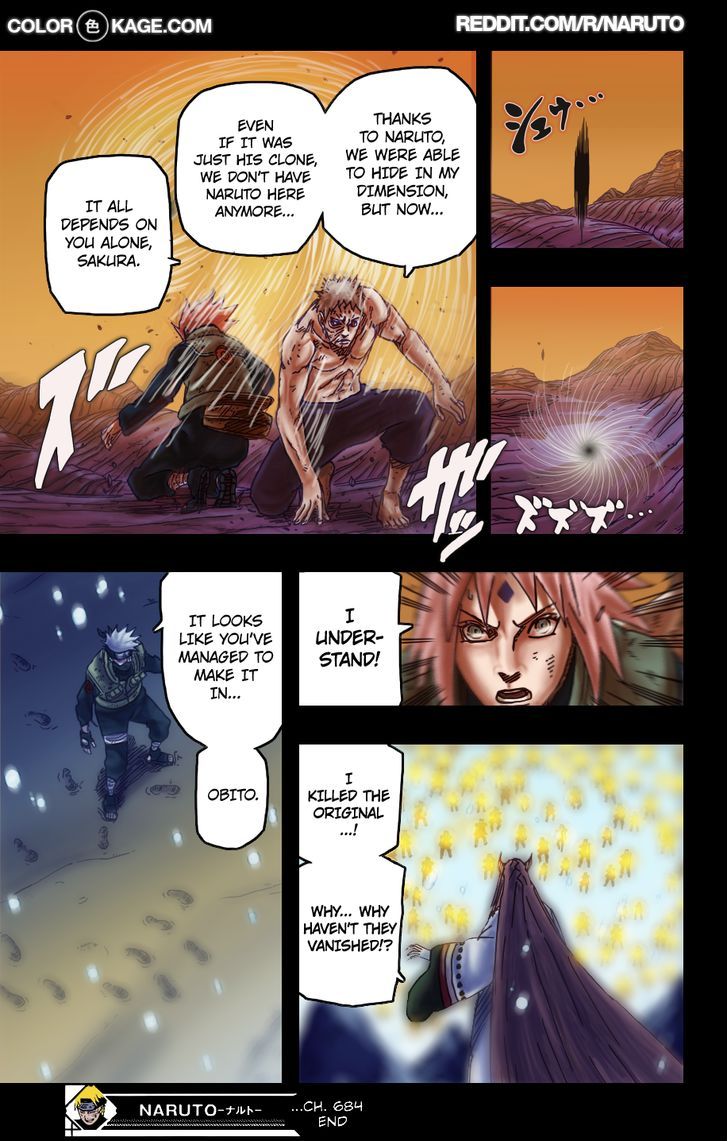 COLOR 色 KAGE.COM
REDDIT.COM/R/NARUTO
シュウ…
ズズズ…
THANKS
TO NARUTO,
WE WERE ABLE
TO HIDE IN MY
DIMENSION,
BUT NOW...
EVEN
IF IT WAS
JUST HIS CLONE,
WE DON'T HAVE
NARUTO HERE
ANYMORE...
IT ALL
DEPENDS ON
YOU ALONE,
SAKURA.
I
UNDER-
STAND!
I
KILLED THE
ORIGINAL
...!
WHY... WHY
HAVEN'T THEY
VANISHED!?
IT LOOKS
LIKE YOU'VE
MANAGED TO
MAKE IT
IN...
OBITO.
NARUTO-ナルト-
...CH. 684
END